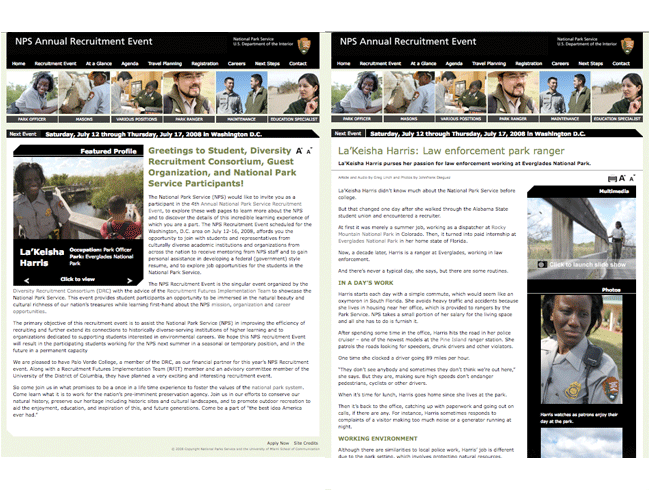 NPS Annual Recruitment Event
National Park Service
U.S. Department of the Interior
Home Recruitment Event At a Glance Agenda Travel Planning Registration Careers Next Steps Contact
PARK OFFICER MASONS VARIOUS POSITIONS PARK RANGER MAINTENANCE EDUCATION SPECIALIST
Next Event Saturday, July 12 through Thursday, July 17, 2008 in Washington D.C.
Featured Profile
La'Keisha
Harris
Occupation: Park Officer
Park: Everglades National
Park
Click to view >
Greetings to Student, Diversity
Recruitment Consortium, Guest
Organization, and National Park
Service Participants!
A+ A-
The National Park Service (NPS) would like to invite you as a
participant in the 4th Annual National Park Service Recruitment
Event, to explore these web pages to learn more about the NPS
and to discover the details of this incredible learning experience of
which you are a part. The NPS Recruitment Event scheduled for the
Washington, D.C. area on July 12-16, 2008, affords you the
opportunity to join with students and representatives from
culturally diverse academic institutions and organizations from
across the nation to receive mentoring from NPS staff and to gain
personal assistance in developing a federal (government) style
resume, and to explore job opportunities for the students in the
National Park Service.
The NPS Recruitment Event is the singular event organized by the
Diversity Recruitment Consortium (DRC) with the advice of the Recruitment Futures Implementation Team to showcase the
National Park Service. This event provides student participants an opportunity to be immersed in the natural beauty and
cultural richness of our nation's treasures while learning first-hand about the NPS mission, organization and career
opportunities.
The primary objective of this recruitment event is to assist the National Park Service (NPS) in improving the efficiency of
recruiting and further extend its connections to historically diverse-serving institutions of higher learning and to
organizations dedicated to supporting students interested in environmental careers. We hope this NPS Recruitment Event
will result in the participating students working for the NPS next summer in a seasonal or temporary position, and in the
future in a permanent capacity
We are pleased to have Palo Verde College, a member of the DRC, as our financial partner for this year's NPS Recruitment
event. Along with a Recruitment Futures Implementation Team (RFIT) member and an advisory committee member of the
University of the District of Columbia, they have planned a very exciting and interesting recruitment event.
So come join us in what promises to be a once in a life time experience to foster the values of the national park system.
Come learn what it is to work for the nation's pre-imminent preservation agency. Join us in our efforts to conserve our
natural history, preserve our heritage including historic sites and cultural landscapes, and to promote outdoor recreation to
aid the enjoyment, education, and inspiration of this, and future generations. Come be a part of "the best idea America
ever had."
Apply Now Site Credits
© 2008 Copyright National Parks Service and the University of Miami School of Communication
NPS Annual Recruitment Event
National Park Service
U.S. Department of the Interior
Home Recruitment Event At a Glance Agenda Travel Planning Registration Careers Next Steps Contact
PARK OFFICER MASONS VARIOUS POSITIONS PARK RANGER MAINTENANCE EDUCATION SPECIALIST
Next Event Saturday, July 12 through Thursday, July 17, 2008 in Washington D.C.
La'Keisha Harris: Law enforcement park ranger
La'Keisha Harris purses her passion for law enforcement working at Everglades National Park.
A+ A-
La'Keisha Harris didn't know much about the National Park Service before
college.
But that changed one day after she walked through the Alabama State
student union and encountered a recruiter.
At first it was merely a summer job, working as a dispatcher at Rocky
Mountain National Park in Colorado. Then, it turned into paid internship at
Everglades National Park in her home state of Florida.
Now, a decade later, Harris is a ranger at Everglades, working in law
enforcement.
And there's never a typical day, she says, but there are some routines.
IN A DAY'S WORK
Harris starts each day with a simple commute, which would seem like an
oxymoron in South Florida. She avoids heavy traffic and accidents because
she lives in housing near her office, which is provided to rangers by the
Park Service. NPS takes a small portion of her salary for the living space
and all she has to do is furnish it.
After spending some time in the office, Harris hits the road in her police
cruiser – one of the newest models at the Pine Island ranger station. She
patrols the roads looking for speeders, drunk drivers and other violators.
One time she clocked a driver going 89 miles per hour.
"They don't see anybody and sometimes they don't think we're out here,"
she says. But they are, making sure high speeds don't endanger
pedestrians, cyclists or other drivers.
When it's time for lunch, Harris goes home since she lives at the park.
Then it's back to the office, catching up with paperwork and going out on
calls, if there are any. For instance, Harris sometimes responds to
complaints of a visitor making too much noise or a generator running at
night.
WORKING ENVIRONMENT
Although there are similarities to local police work, Harris' job is different
due to the park setting, which involves protecting natural resources.
Multimedia
Click to launch slide show
Photos
Harris watches as patrons enjoy their
day at the park.